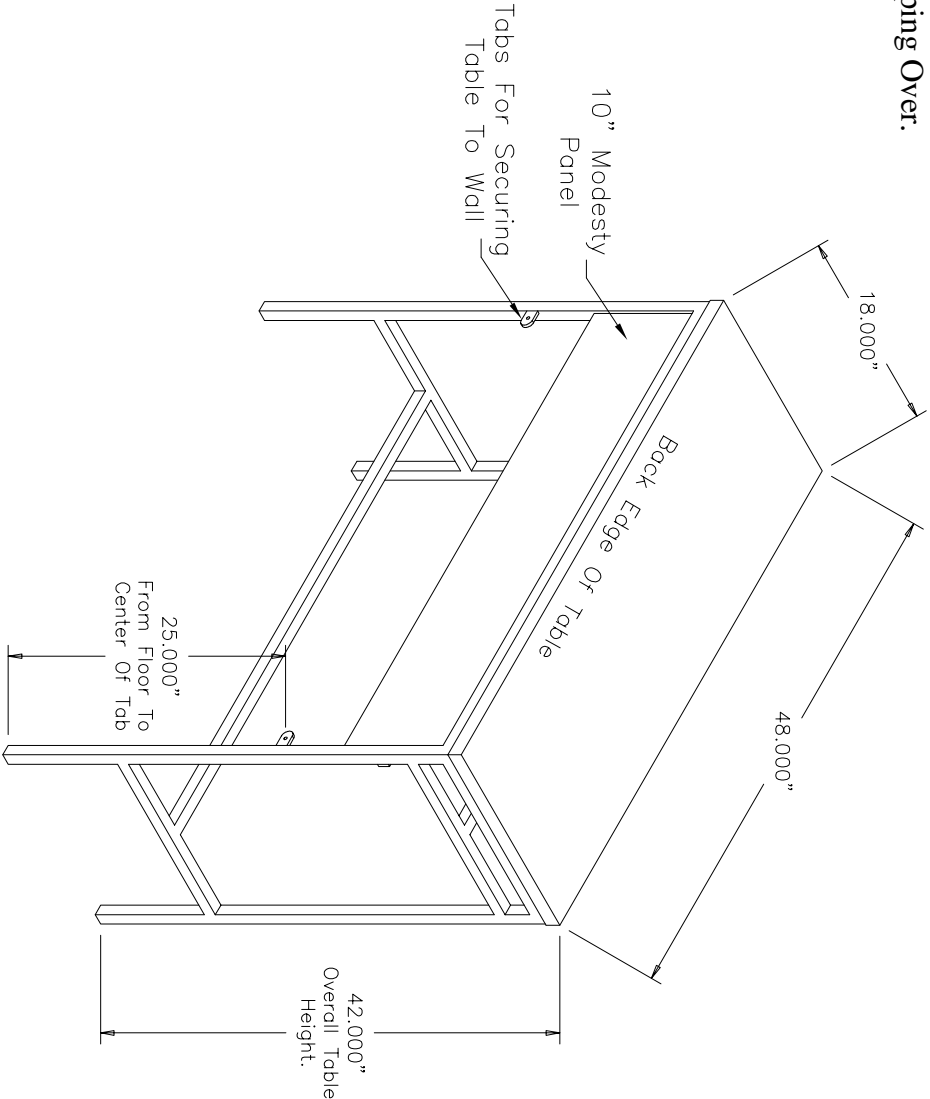 Over.
18.000"
10" Modesty
Panel
Tabs For Securing
Table To Wall
Back Edge Of Table
48.000"
25.000"
From Floor To
Center Of Tab
42.000"
Overall Table
Height.